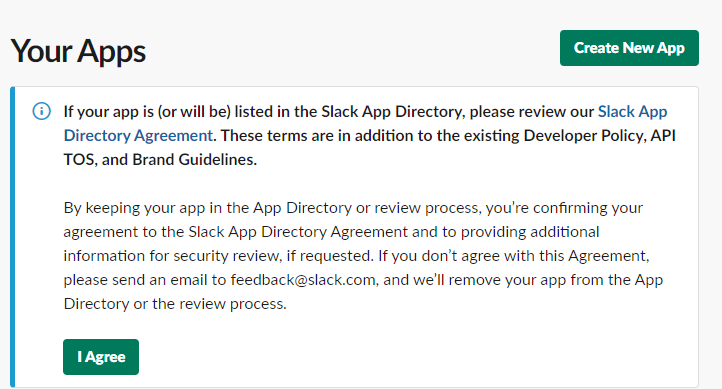 Your Apps
Create New App
If your app is (or will be) listed in the Slack App Directory, please review our Slack App
Directory Agreement. These terms are in addition to the existing Developer Policy, API
TOS, and Brand Guidelines.
By keeping your app in the App Directory or review process, you’re confirming your
agreement to the Slack App Directory Agreement and to providing additional
information for security review, if requested. If you don’t agree with this Agreement,
please send an email to feedback@slack.com, and we’ll remove your app from the App
Directory or the review process.
I Agree